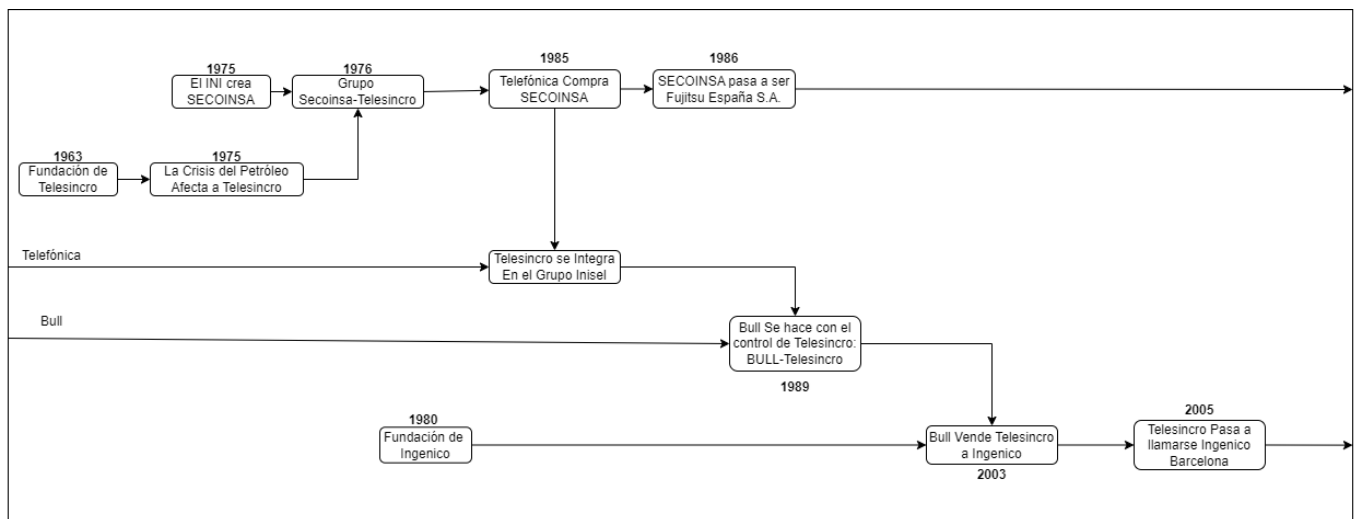 1975
El INI crea
SECOINSA
1976
Grupo
Secoinsa-Telesincro
1985
Telefónica Compra
SECOINSA
1986
SECOINSA pasa a ser
Fujitsu España S.A.
1963
Fundación de
Telesincro
1975
La Crisis del Petróleo
Afecta a Telesincro
Telefónica
Telesincro se Integra
En el Grupo Inisel
Bull
Bull Se hace con el
control de Telesincro:
BULL-Telesincro
1989
1980
Fundación de
Ingenico
Bull Vende Telesincro
a Ingenico
2003
2005
Telesincro Pasa a
llamarse Ingenico
Barcelona